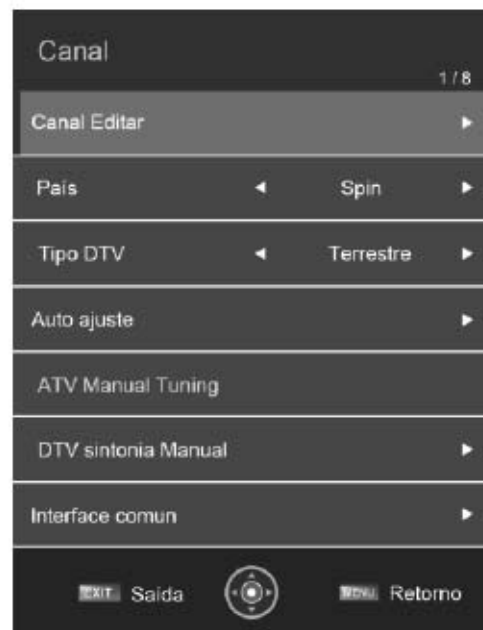 Canal
1 / 8
Canal Editar
País Spin
Tipo DTV Terrestre
Auto ajuste
ATV Manual Tuning
DTV sintonia Manual
Interface comun
EXIT Saída MENU Retorno